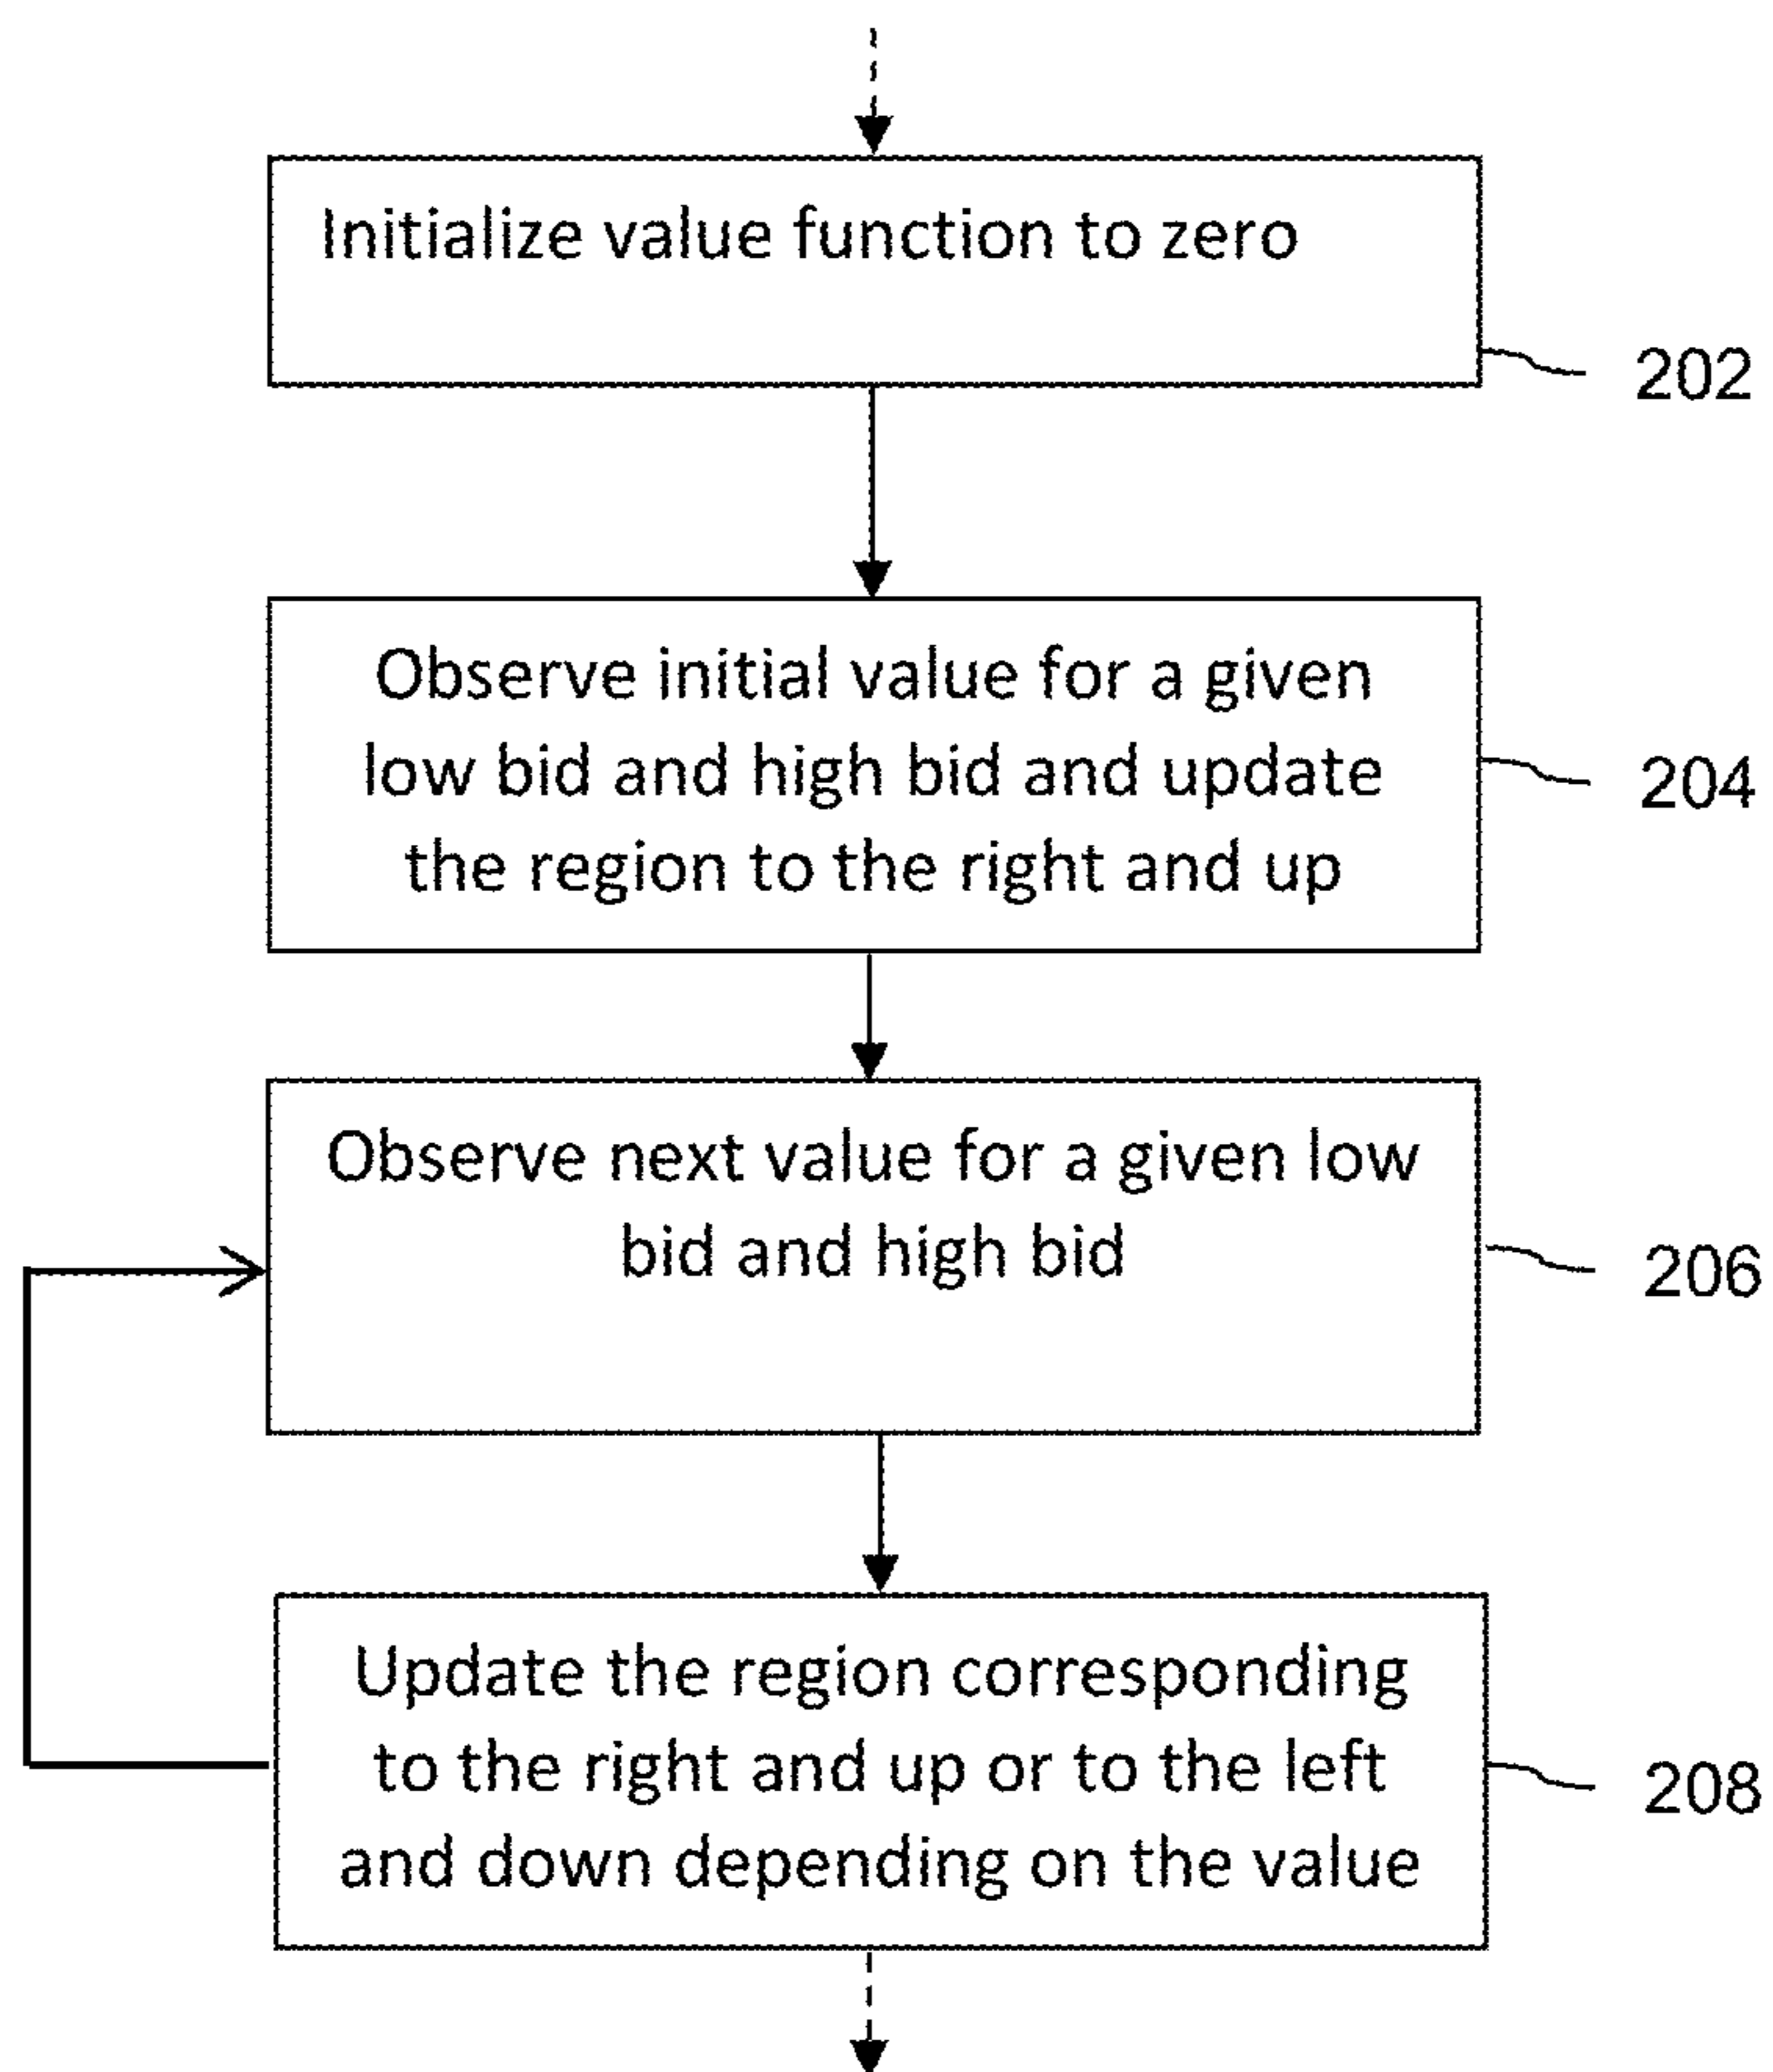 Initialize value function to zero
202
Observe initial value for a given
low bid and high bid and update
the region to the right and up
204
Observe next value for a given low
bid and high bid
206
Update the region corresponding
to the right and up or to the left
and down depending on the value
208